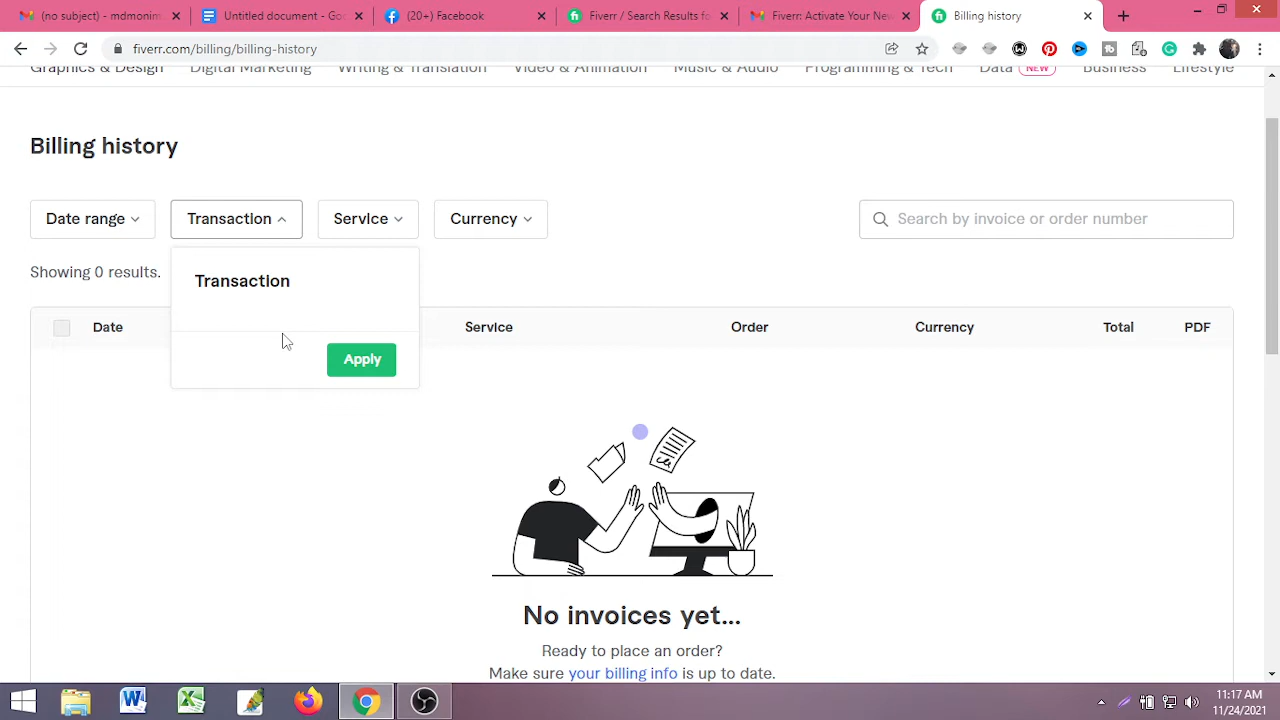 (no subject) - mdmonim
Untitled document - Goo
(20+) Facebook
Fiverr / Search Results fo
Fiverr: Activate Your New
Billing history
fiverr.com/billing/billing-history
Graphics & Design
Digital Marketing
Writing & Translation
Video & Animation
Music & Audio
Programming & Tech
Data NEW
Business
Lifestyle
Billing history
Date range
Transaction
Service
Currency
Search by invoice or order number
Showing 0 results.
Transaction
Apply
Date
Service
Order
Currency
Total
PDF
No invoices yet...
Ready to place an order?
Make sure your billing info is up to date.
11:17 AM
11/24/2021